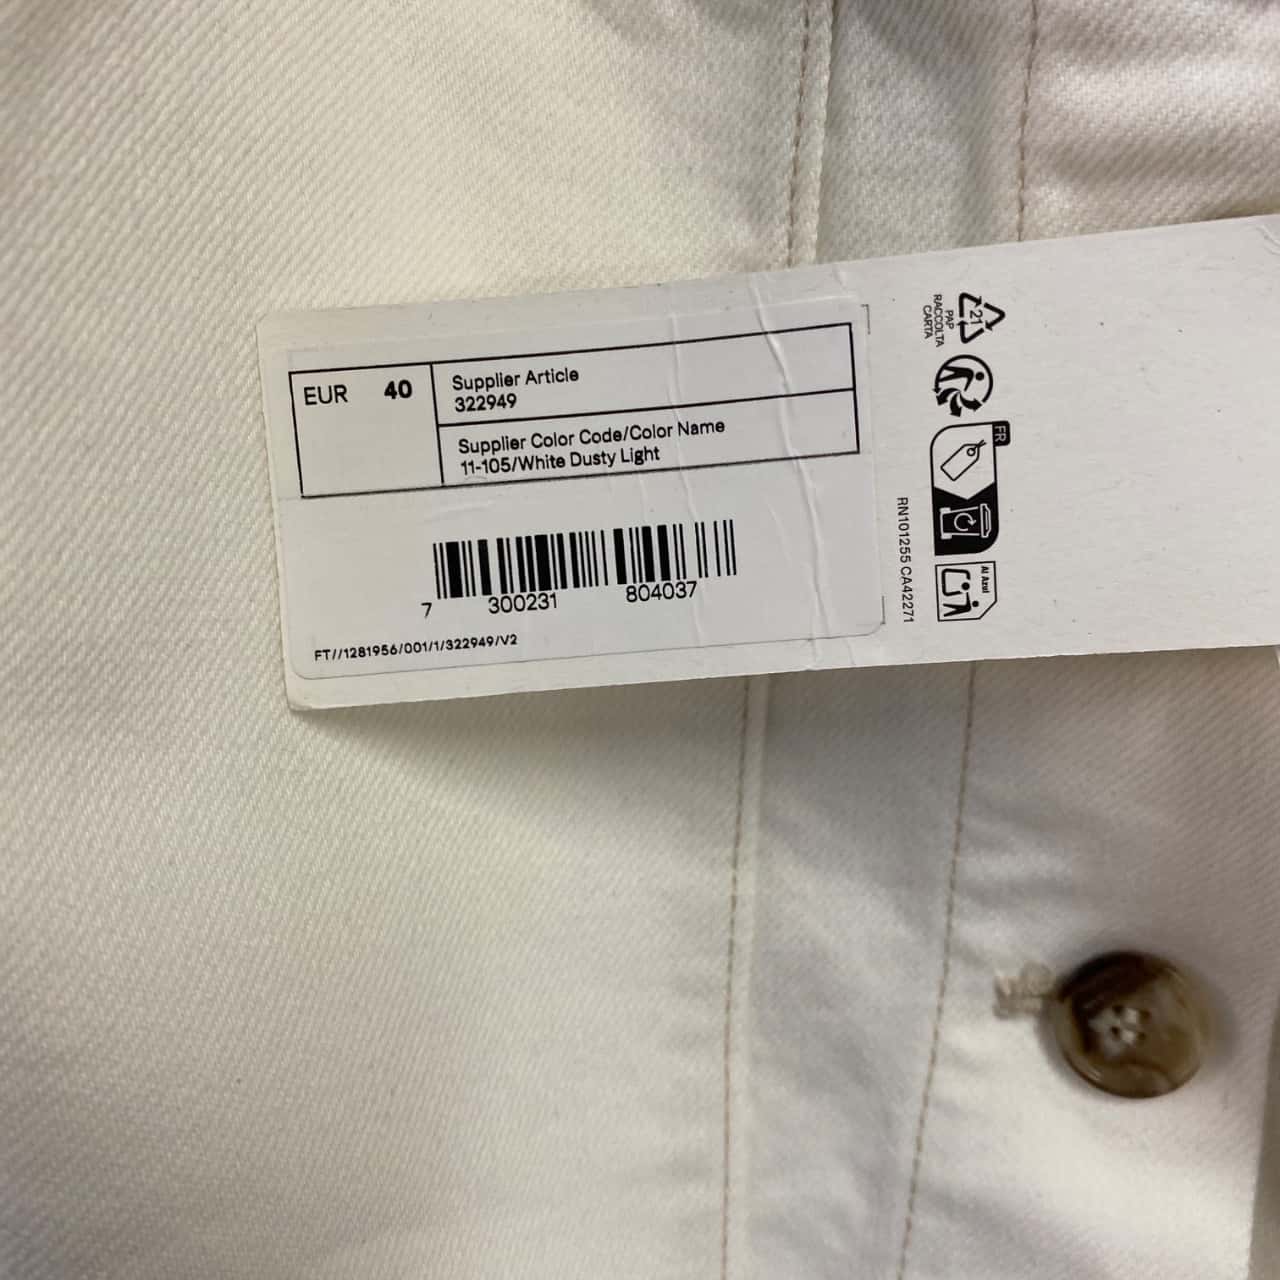 EUR 40
Supplier Article
322949
Supplier Color Code/Color Name
11-105/White Dusty Light
7 300231 804037
FT//1281956/001/1/322949/V2
21
PAP
RACCOLTA
CARTA
FR
RN101255 CA42271
Al Azul